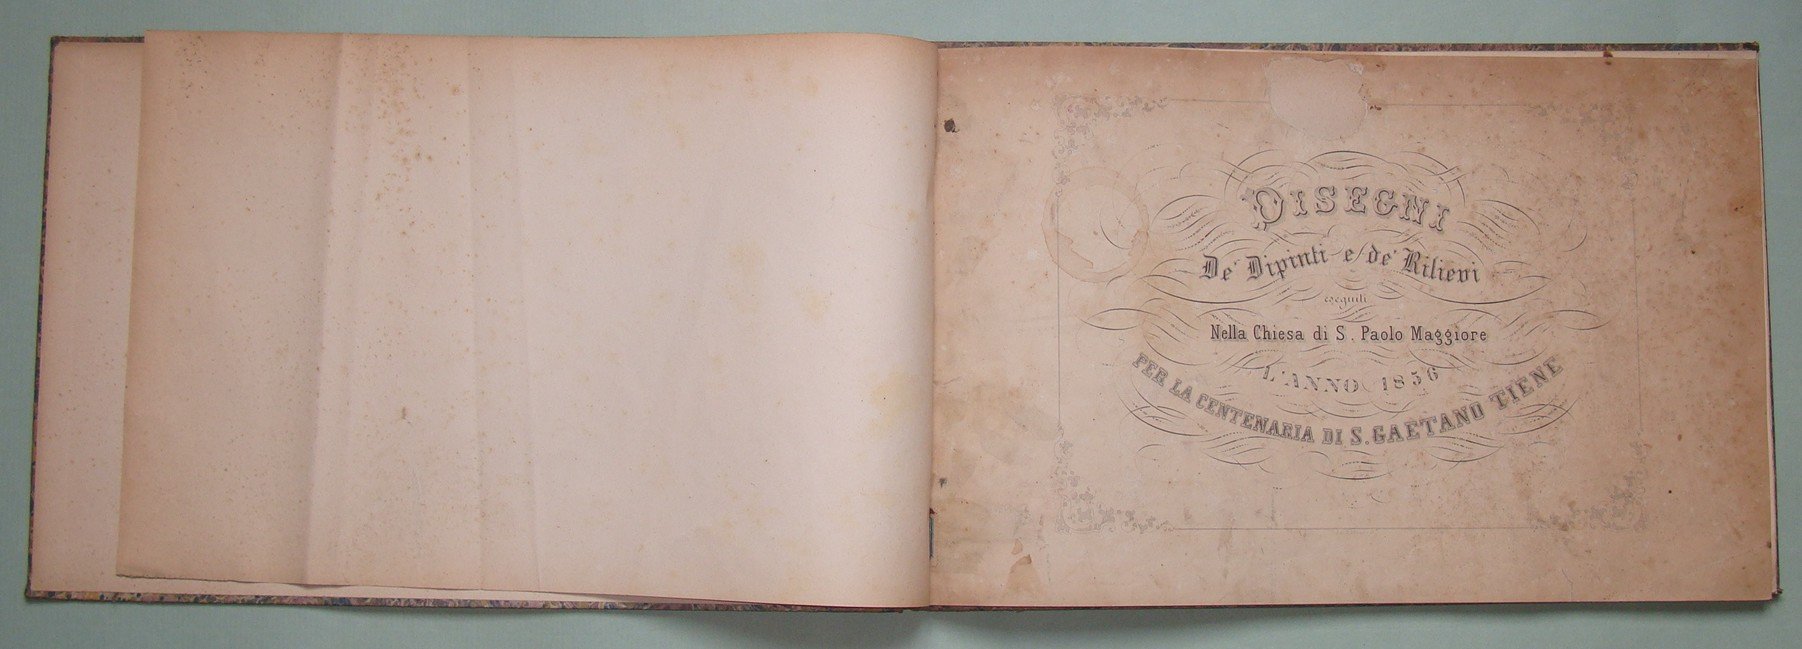 DISEGNI
De' Dipinti e de' Rilievi
eseguiti
Nella Chiesa di S. Paolo Maggiore
L'ANNO 1856
PER LA CENTENARIA DI S. GAETANO TIENE